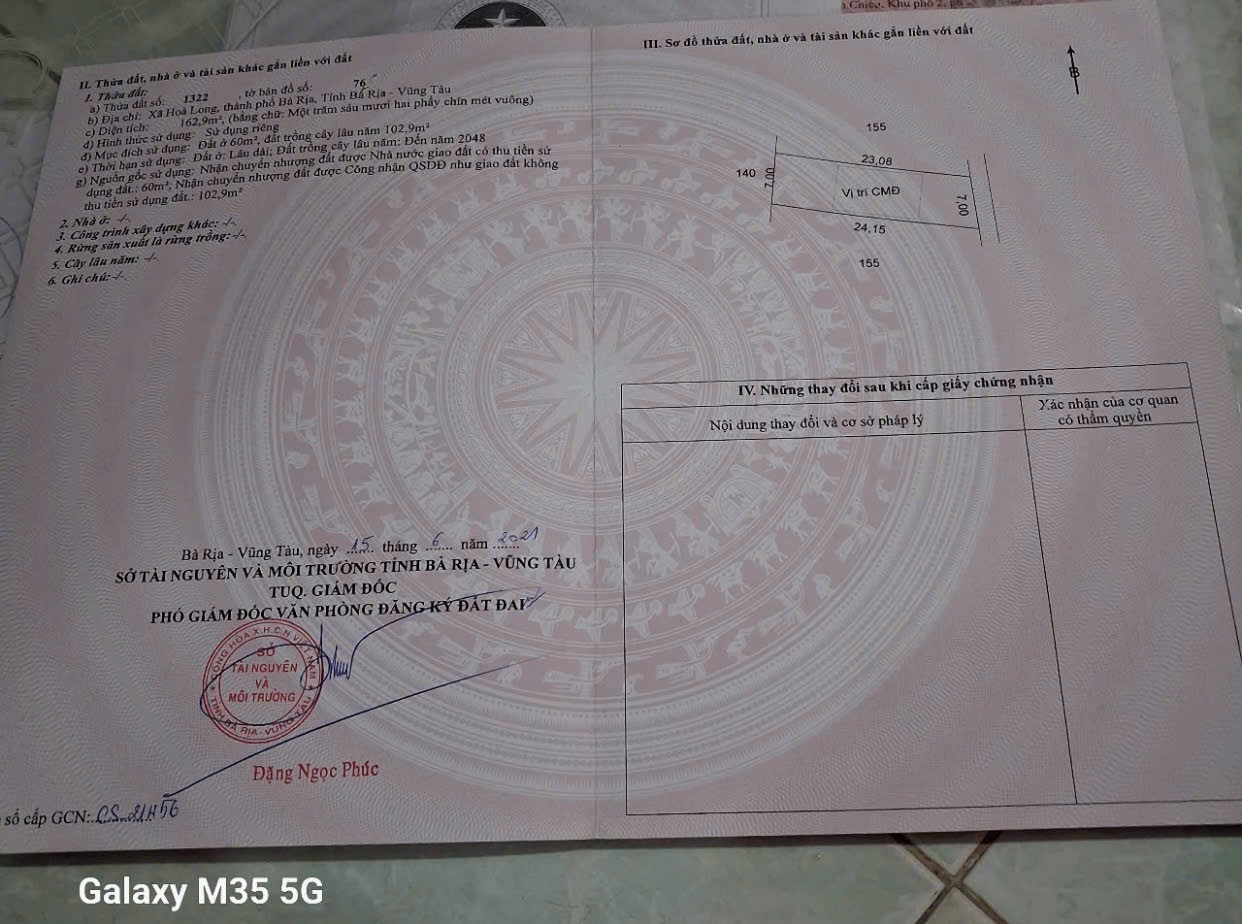 Chiểu, Khu phố 2,
II. Thửa đất, nhà ở và tài sản khác gắn liền với đất
1. Thửa đất:
a) Thửa đất số: 1322 , tờ bản đồ số: 76
b) Địa chỉ: Xã Hoà Long, thành phố Bà Rịa, Tỉnh Bà Rịa - Vũng Tàu
c) Diện tích: 162,9m², (bằng chữ: Một trăm sáu mươi hai phẩy chín mét vuông)
d) Hình thức sử dụng: Sử dụng riêng
đ) Mục đích sử dụng: Đất ở 60m², đất trồng cây lâu năm 102,9m²
e) Thời hạn sử dụng: Đất ở: Lâu dài; Đất trồng cây lâu năm: Đến năm 2048
g) Nguồn gốc sử dụng: Nhận chuyển nhượng đất được Nhà nước giao đất có thu tiền sử
dụng đất.: 60m²; Nhận chuyển nhượng đất được Công nhận QSDĐ như giao đất không
thu tiền sử dụng đất.: 102,9m²
2. Nhà ở: -/-
3. Công trình xây dựng khác: -/-
4. Rừng sản xuất là rừng trồng: -/-
5. Cây lâu năm: -/-
6. Ghi chú: -/-
Bà Rịa - Vũng Tàu, ngày 15 tháng 6 năm 2021
SỞ TÀI NGUYÊN VÀ MÔI TRƯỜNG TỈNH BÀ RỊA - VŨNG TÀU
TUQ. GIÁM ĐỐC
PHÓ GIÁM ĐỐC VĂN PHÒNG ĐĂNG KÝ ĐẤT ĐAI
CỘNG HÒA X.H.C.N VIỆT NAM
SỞ
TÀI NGUYÊN
VÀ
MÔI TRƯỜNG
TỈNH BÀ RỊA - VŨNG TÀU
Đặng Ngọc Phúc
số cấp GCN:
III. Sơ đồ thửa đất, nhà ở và tài sản khác gắn liền với đất
B
155
23,08
140
7,00
Vị trí CMĐ
7,00
24,15
155
IV. Những thay đổi sau khi cấp giấy chứng nhận
Nội dung thay đổi và cơ sở pháp lý
Xác nhận của cơ quan
có thẩm quyền
Galaxy M35 5G